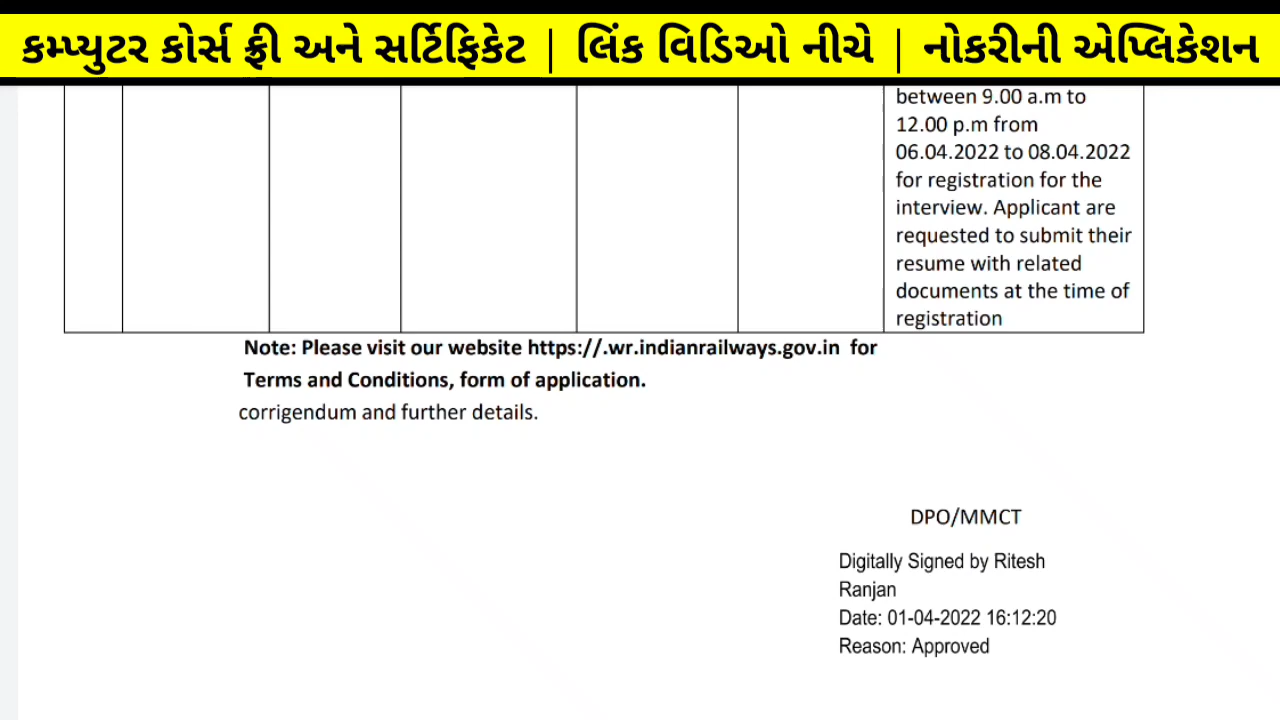 કમ્પ્યુટર કોર્સ ફ્રી અને સર્ટિફિકેટ | લિંક વિડિઓ નીચે | નોકરીની એપ્લિકેશન
between 9.00 a.m to
12.00 p.m from
06.04.2022 to 08.04.2022
for registration for the
interview. Applicant are
requested to submit their
resume with related
documents at the time of
registration
Note: Please visit our website https://.wr.indianrailways.gov.in for
Terms and Conditions, form of application.
corrigendum and further details.
DPO/MMCT
Digitally Signed by Ritesh
Ranjan
Date: 01-04-2022 16:12:20
Reason: Approved